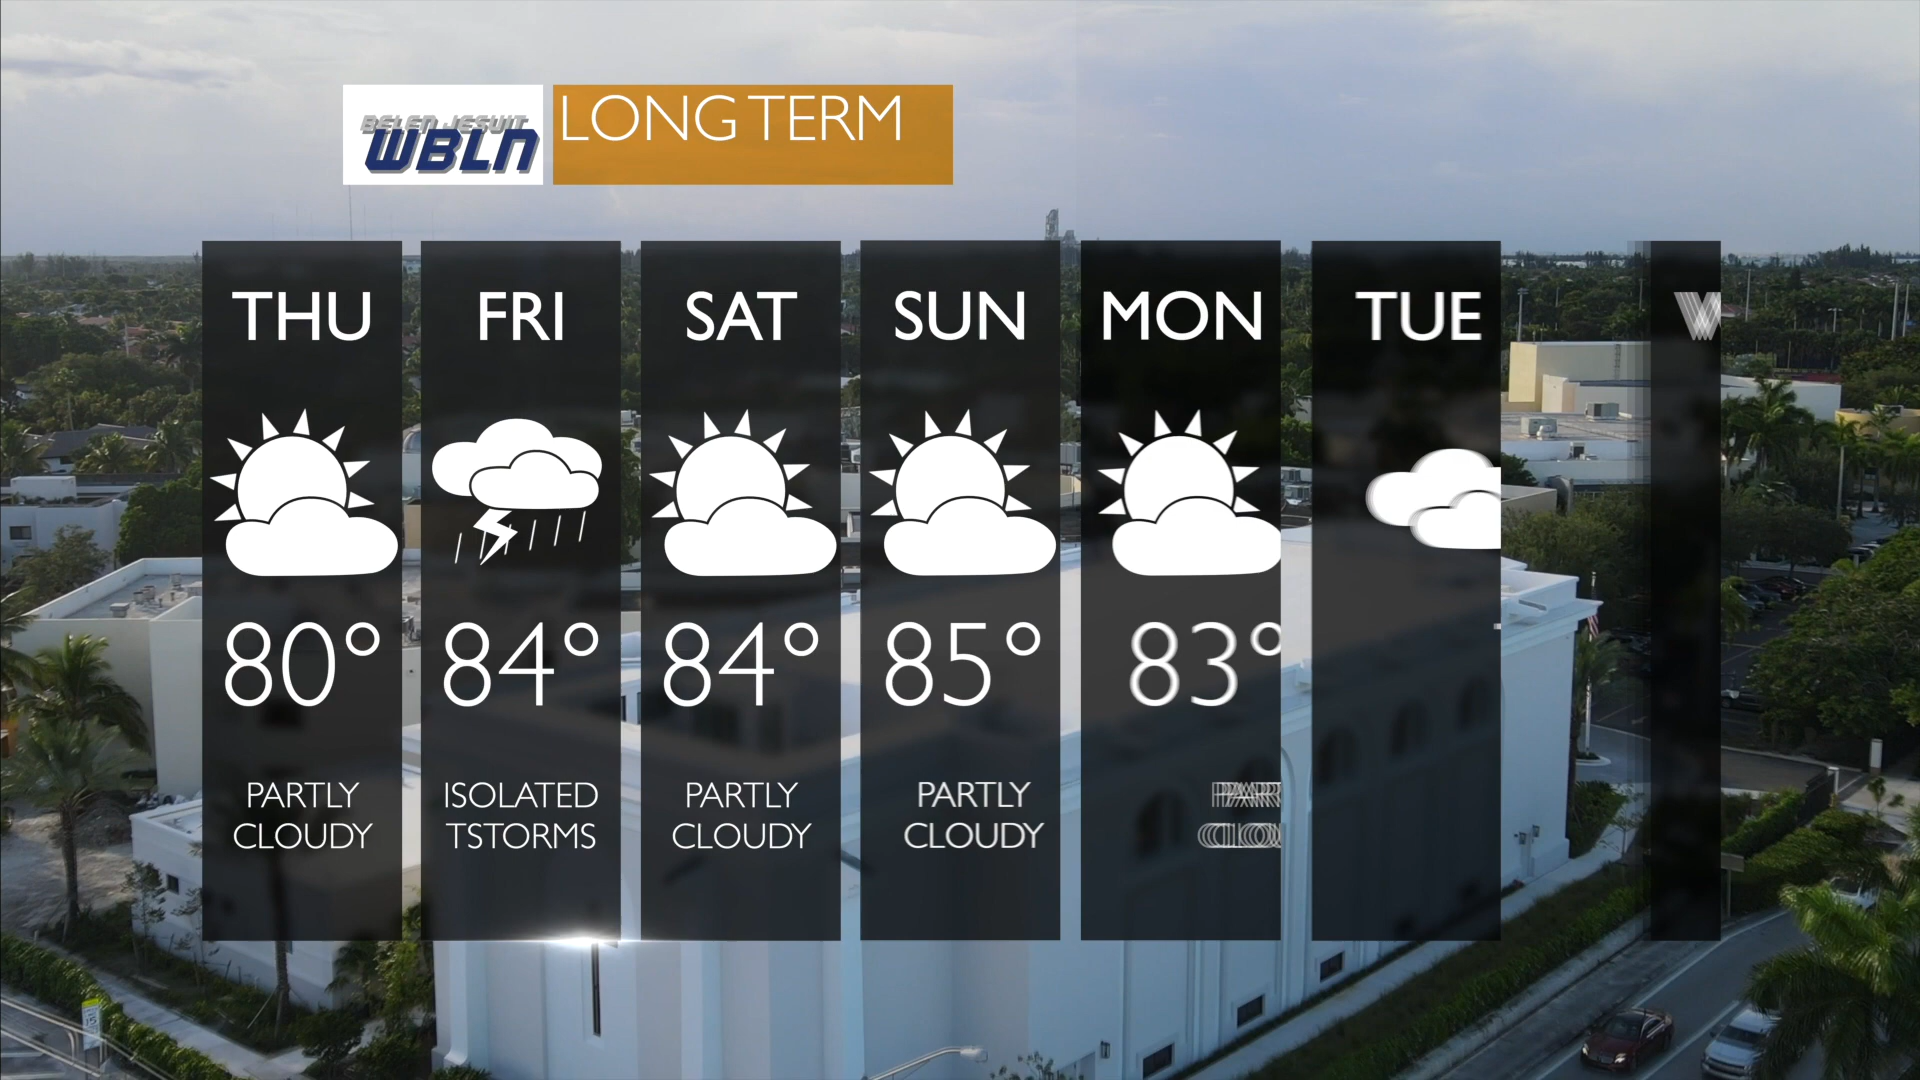 BELEN JESUIT
WBLN
LONG TERM
THU
FRI
SAT
SUN
MON
TUE
W
80°
84°
84°
85°
83°
PARTLY
CLOUDY
ISOLATED
TSTORMS
PARTLY
CLOUDY
PARTLY
CLOUDY
15